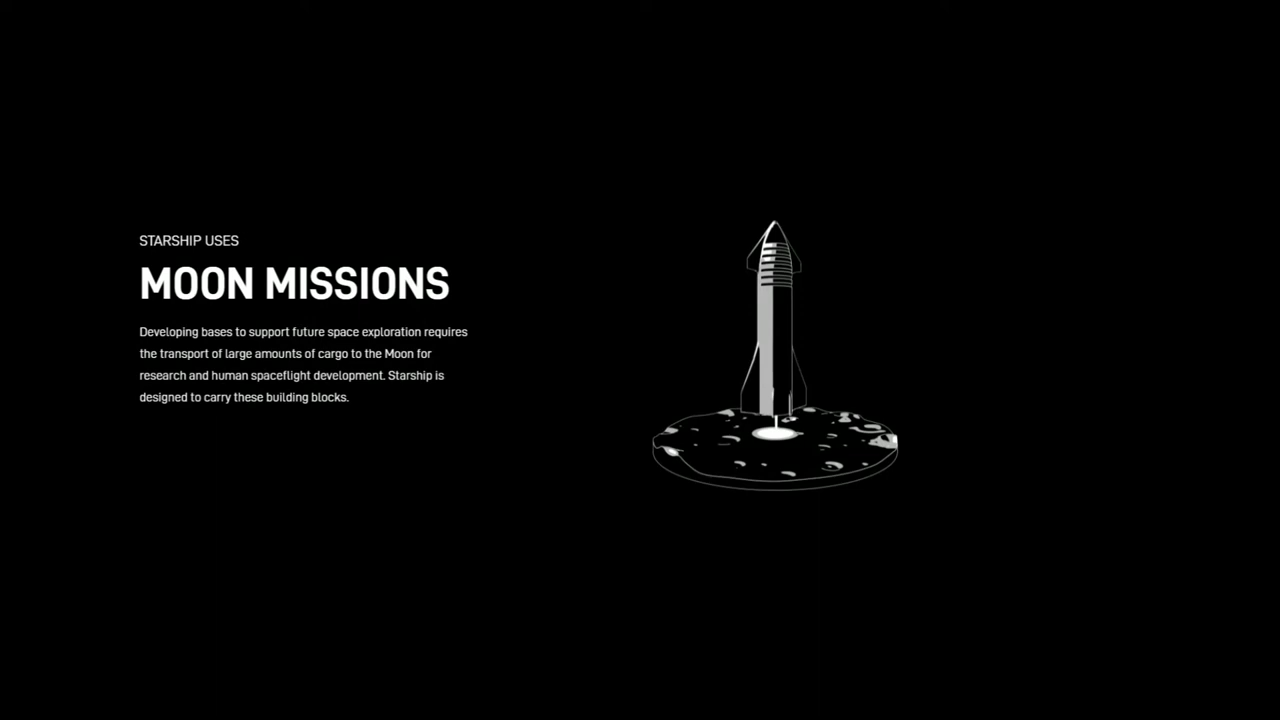 STARSHIP USES
MOON MISSIONS
Developing bases to support future space exploration requires
the transport of large amounts of cargo to the Moon for
research and human spaceflight development. Starship is
designed to carry these building blocks.